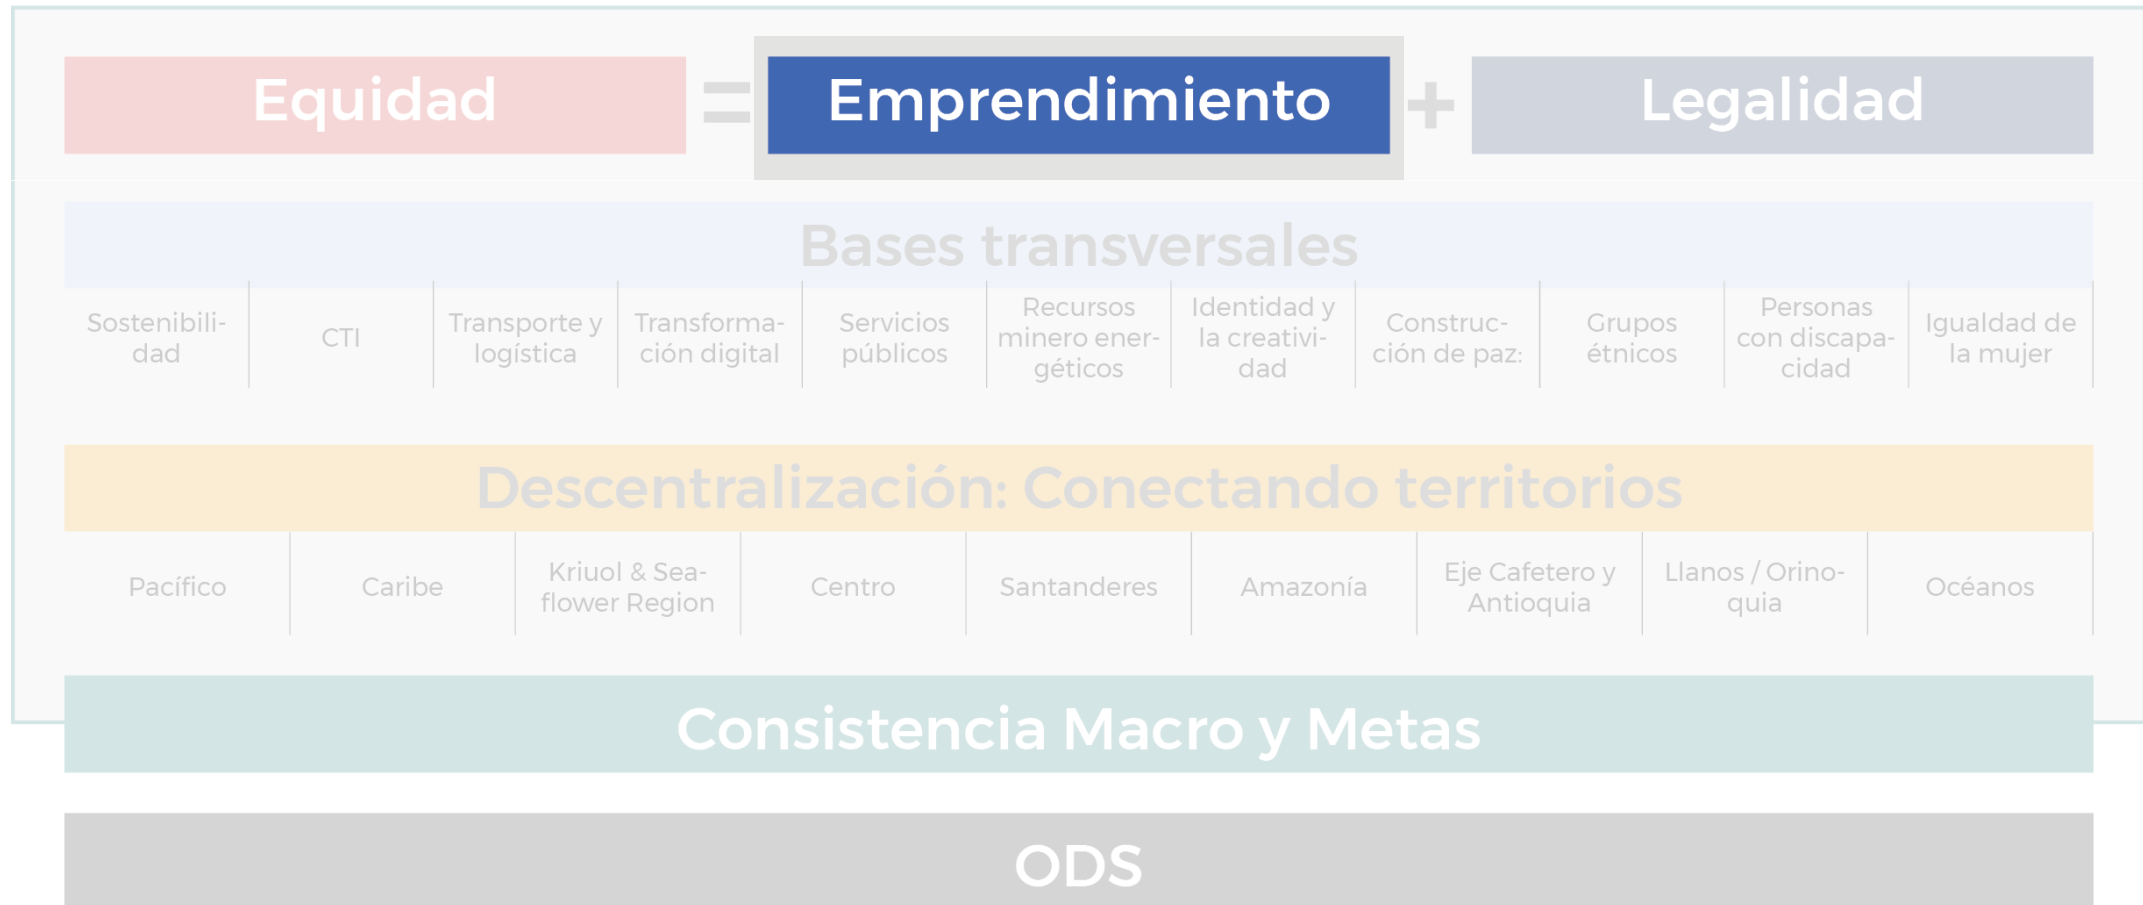 Equidad = Emprendimiento + Legalidad
Bases transversales
Sostenibili-
dad
CTI
Transporte y
logística
Transforma-
ción digital
Servicios
públicos
Recursos
minero ener-
géticos
Identidad y
la creativi-
dad
Construc-
ción de paz:
Grupos
étnicos
Personas
con discapa-
cidad
Igualdad de
la mujer
Descentralización: Conectando territorios
Pacífico
Caribe
Kriuol & Sea-
flower Region
Centro
Santanderes
Amazonía
Eje Cafetero y
Antioquia
Llanos / Orino-
quia
Océanos
Consistencia Macro y Metas
ODS